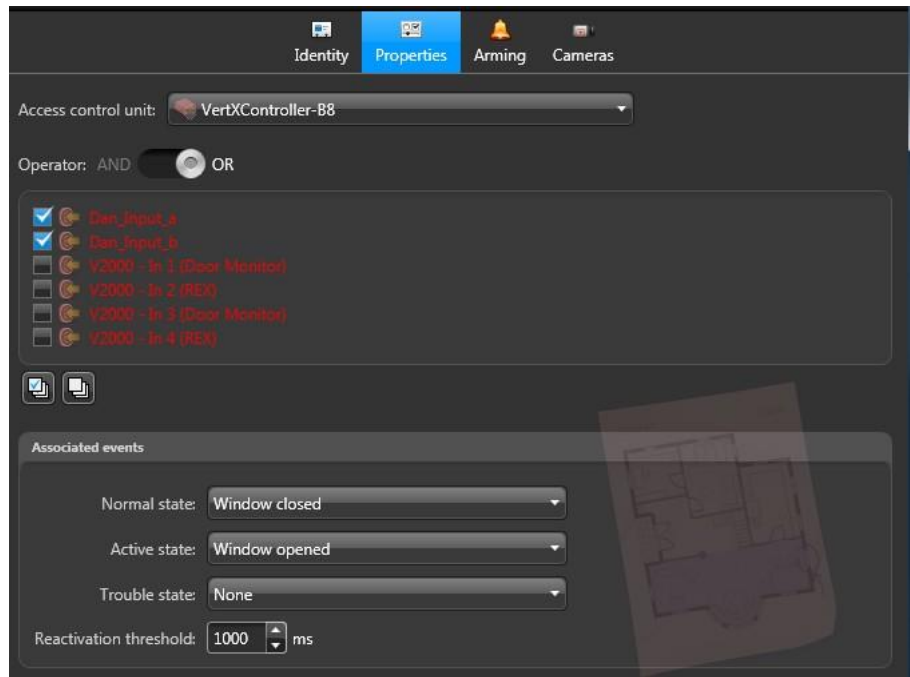 Identity Properties Arming Cameras
Access control unit: VertXController-B8
Operator: AND OR
Dan_Input_a
Dan_Input_b
V2000 - In 1 (Door Monitor)
V2000 - In 2 (REX)
V2000 - In 3 (Door Monitor)
V2000 - In 4 (REX)
Associated events
Normal state: Window closed
Active state: Window opened
Trouble state: None
Reactivation threshold: 1000 ms